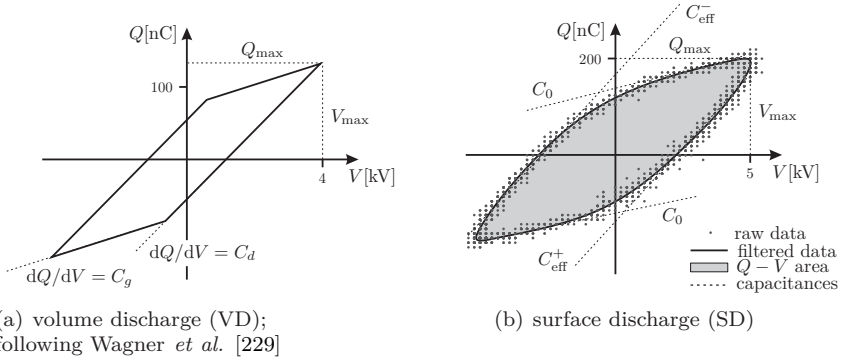 Q[nC]
Q_max
100
V_max
4
V[kV]
dQ/dV = C_d
dQ/dV = C_g
(a) volume discharge (VD);
following Wagner et al. [229]
C_eff^-
Q[nC]
Q_max
200
C_0
V_max
5
V[kV]
C_0
C_eff^+
raw data
filtered data
Q − V area
capacitances
(b) surface discharge (SD)